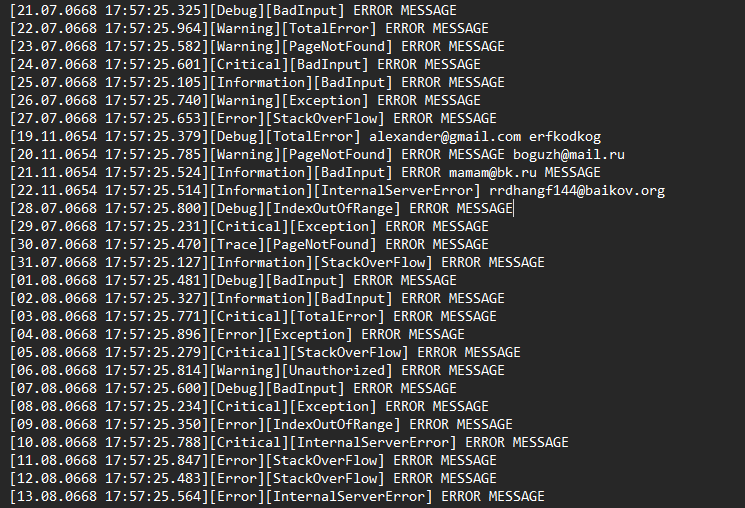 [21.07.0668 17:57:25.325][Debug][BadInput] ERROR MESSAGE
[22.07.0668 17:57:25.964][Warning][TotalError] ERROR MESSAGE
[23.07.0668 17:57:25.582][Warning][PageNotFound] ERROR MESSAGE
[24.07.0668 17:57:25.601][Critical][BadInput] ERROR MESSAGE
[25.07.0668 17:57:25.105][Information][BadInput] ERROR MESSAGE
[26.07.0668 17:57:25.740][Warning][Exception] ERROR MESSAGE
[27.07.0668 17:57:25.653][Error][StackOverFlow] ERROR MESSAGE
[19.11.0654 17:57:25.379][Debug][TotalError] alexander@gmail.com erfkodkog
[20.11.0654 17:57:25.785][Warning][PageNotFound] ERROR MESSAGE boguzh@mail.ru
[21.11.0654 17:57:25.524][Information][BadInput] ERROR mamam@bk.ru MESSAGE
[22.11.0654 17:57:25.514][Information][InternalServerError] rrdhangf144@baikov.org
[28.07.0668 17:57:25.800][Debug][IndexOutOfRange] ERROR MESSAGE
[29.07.0668 17:57:25.231][Critical][Exception] ERROR MESSAGE
[30.07.0668 17:57:25.470][Trace][PageNotFound] ERROR MESSAGE
[31.07.0668 17:57:25.127][Information][StackOverFlow] ERROR MESSAGE
[01.08.0668 17:57:25.481][Debug][BadInput] ERROR MESSAGE
[02.08.0668 17:57:25.327][Information][BadInput] ERROR MESSAGE
[03.08.0668 17:57:25.771][Critical][TotalError] ERROR MESSAGE
[04.08.0668 17:57:25.896][Error][Exception] ERROR MESSAGE
[05.08.0668 17:57:25.279][Critical][StackOverFlow] ERROR MESSAGE
[06.08.0668 17:57:25.814][Warning][Unauthorized] ERROR MESSAGE
[07.08.0668 17:57:25.600][Debug][BadInput] ERROR MESSAGE
[08.08.0668 17:57:25.234][Critical][Exception] ERROR MESSAGE
[09.08.0668 17:57:25.350][Error][IndexOutOfRange] ERROR MESSAGE
[10.08.0668 17:57:25.788][Critical][InternalServerError] ERROR MESSAGE
[11.08.0668 17:57:25.847][Error][StackOverFlow] ERROR MESSAGE
[12.08.0668 17:57:25.483][Error][StackOverFlow] ERROR MESSAGE
[13.08.0668 17:57:25.564][Error][InternalServerError] ERROR MESSAGE